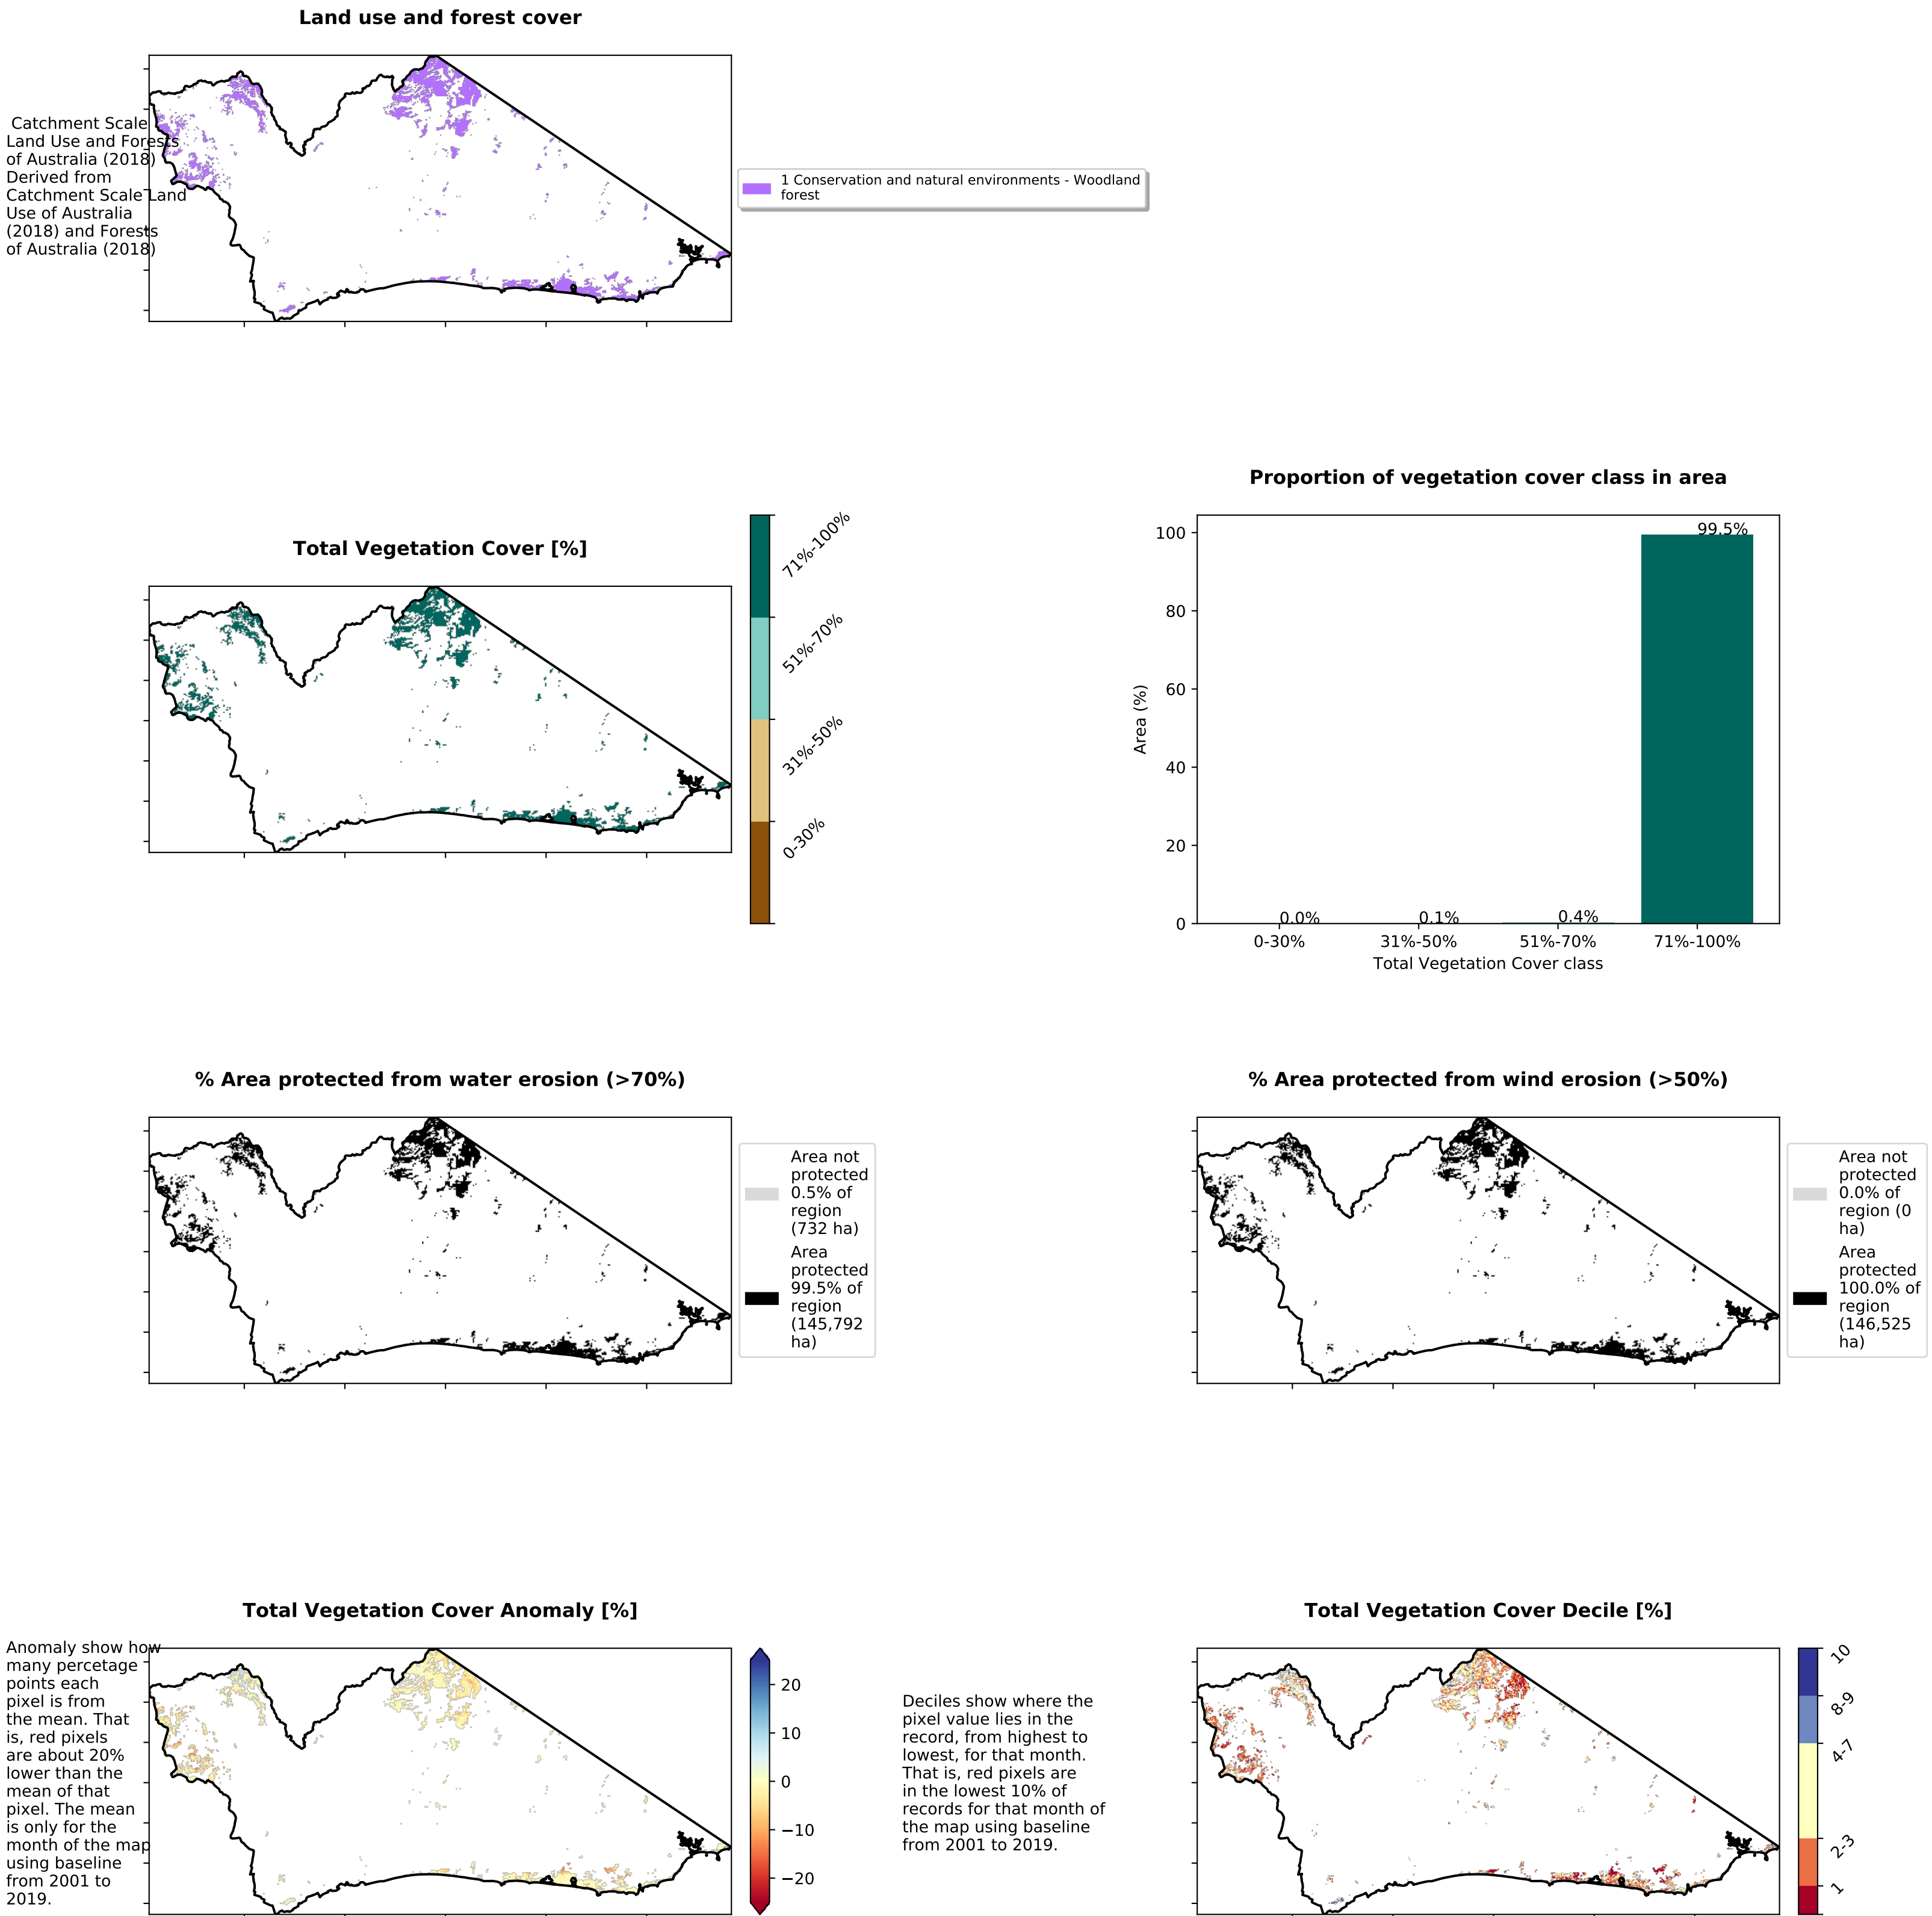 Land use and forest cover
Catchment Scale
Land Use and Forests
of Australia (2018)
Derived from
Catchment Scale Land
Use of Australia
(2018) and Forests
of Australia (2018)
1 Conservation and natural environments - Woodland
forest
Total Vegetation Cover [%]
71%-100%
51%-70%
31%-50%
0-30%
Proportion of vegetation cover class in area
100
80
60
40
20
0
Area (%)
0.0%
0.1%
0.4%
99.5%
0-30%
31%-50%
51%-70%
71%-100%
Total Vegetation Cover class
% Area protected from water erosion (>70%)
Area not
protected
0.5% of
region
(732 ha)
Area
protected
99.5% of
region
(145,792
ha)
% Area protected from wind erosion (>50%)
Area not
protected
0.0% of
region (0
ha)
Area
protected
100.0% of
region
(146,525
ha)
Total Vegetation Cover Anomaly [%]
Anomaly show how
many percetage
points each
pixel is from
the mean. That
is, red pixels
are about 20%
lower than the
mean of that
pixel. The mean
is only for the
month of the map
using baseline
from 2001 to
2019.
20
10
0
−10
−20
Total Vegetation Cover Decile [%]
Deciles show where the
pixel value lies in the
record, from highest to
lowest, for that month.
That is, red pixels are
in the lowest 10% of
records for that month of
the map using baseline
from 2001 to 2019.
10
8-9
4-7
2-3
1